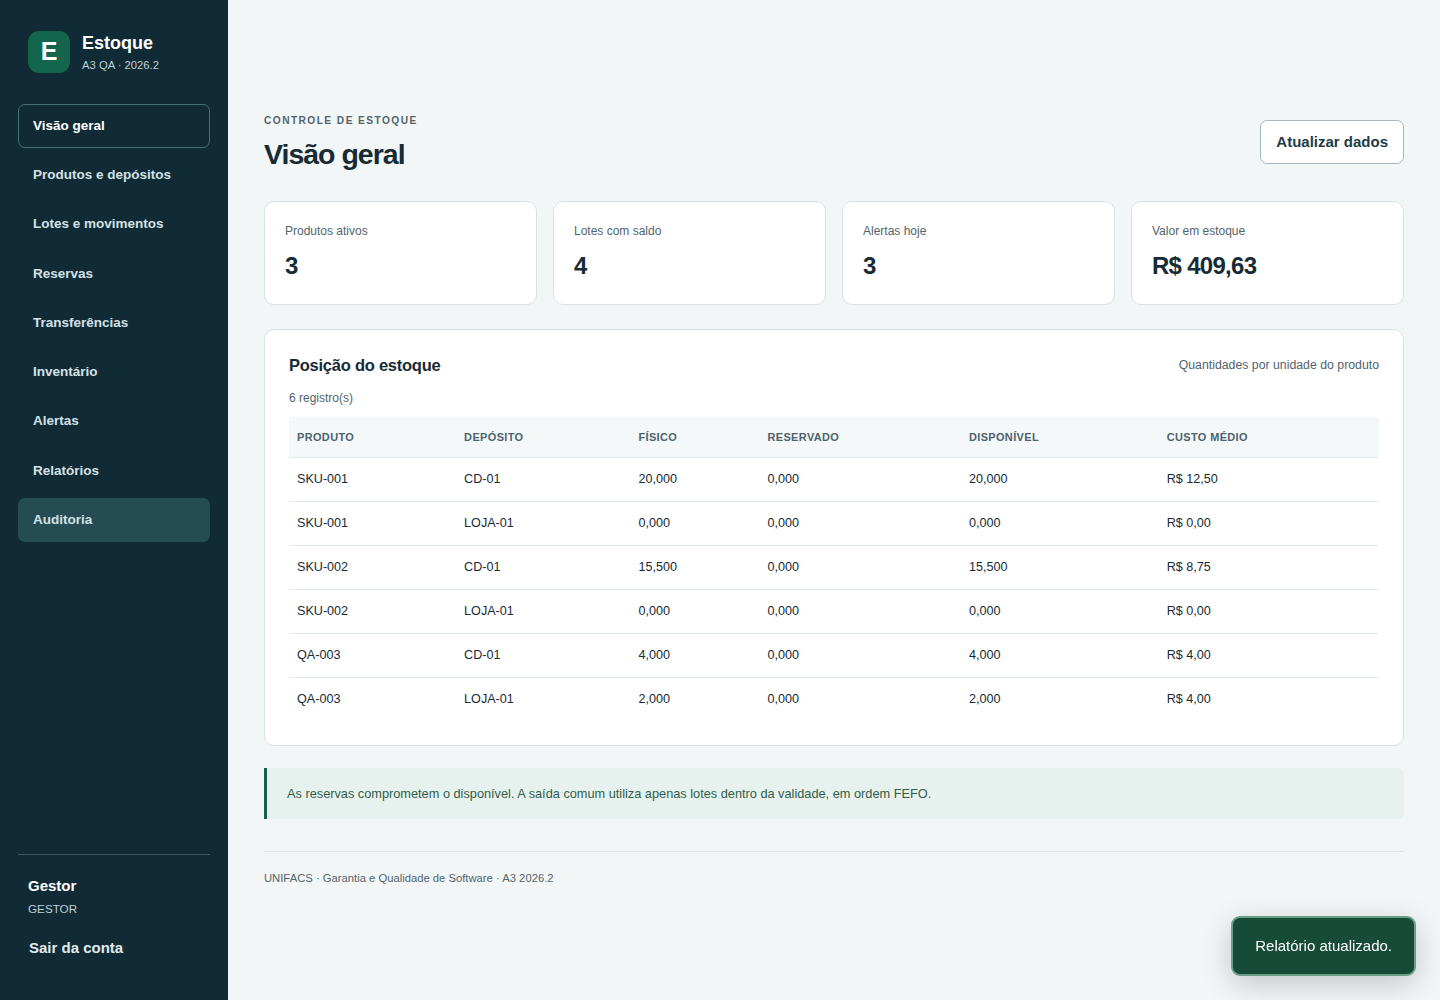 E
Estoque
A3 QA · 2026.2
Visão geral
Produtos e depósitos
Lotes e movimentos
Reservas
Transferências
Inventário
Alertas
Relatórios
Auditoria
Gestor
GESTOR
Sair da conta
CONTROLE DE ESTOQUE
Visão geral
Atualizar dados
Produtos ativos
3
Lotes com saldo
4
Alertas hoje
3
Valor em estoque
R$ 409,63
Posição do estoque
Quantidades por unidade do produto
6 registro(s)
PRODUTO DEPÓSITO FÍSICO RESERVADO DISPONÍVEL CUSTO MÉDIO
SKU-001 CD-01 20,000 0,000 20,000 R$ 12,50
SKU-001 LOJA-01 0,000 0,000 0,000 R$ 0,00
SKU-002 CD-01 15,500 0,000 15,500 R$ 8,75
SKU-002 LOJA-01 0,000 0,000 0,000 R$ 0,00
QA-003 CD-01 4,000 0,000 4,000 R$ 4,00
QA-003 LOJA-01 2,000 0,000 2,000 R$ 4,00
As reservas comprometem o disponível. A saída comum utiliza apenas lotes dentro da validade, em ordem FEFO.
UNIFACS · Garantia e Qualidade de Software · A3 2026.2
Relatório atualizado.